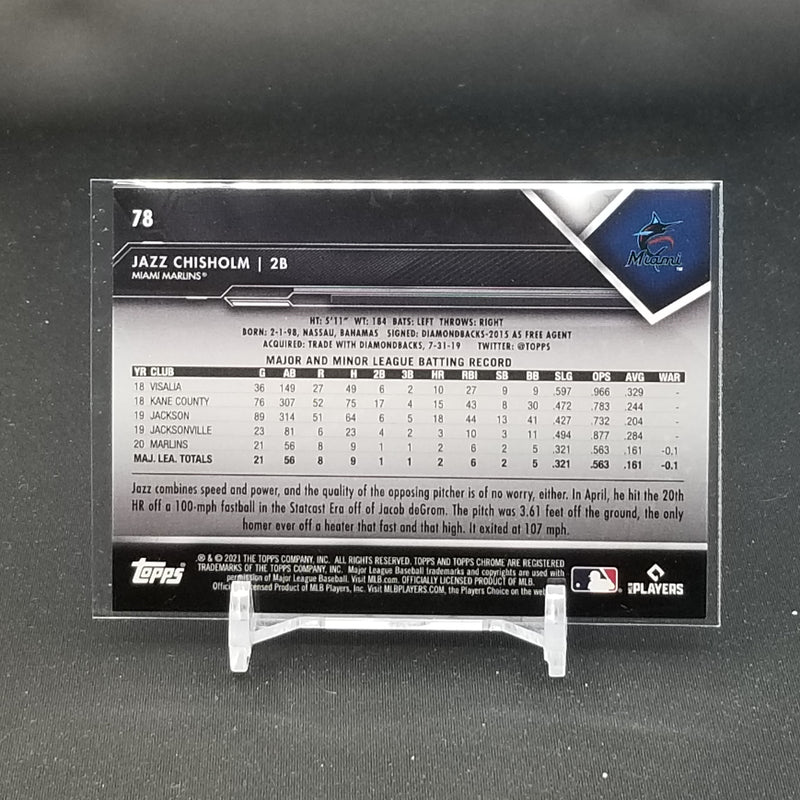 78
Miami
TM
JAZZ CHISHOLM | 2B
MIAMI MARLINS®
HT: 5'11" WT: 184 BATS: LEFT THROWS: RIGHT
BORN: 2-1-98, NASSAU, BAHAMAS SIGNED: DIAMONDBACKS-2015 AS FREE AGENT
ACQUIRED: TRADE WITH DIAMONDBACKS, 7-31-19 TWITTER: @TOPPS
MAJOR AND MINOR LEAGUE BATTING RECORD
YR CLUB G AB R H 2B 3B HR RBI SB BB SLG OPS AVG WAR
18 VISALIA 36 149 27 49 6 2 10 27 9 9 .597 .966 .329 -
18 KANE COUNTY 76 307 52 75 17 4 15 43 8 30 .472 .783 .244 -
19 JACKSON 89 314 51 64 6 5 18 44 13 41 .427 .732 .204 -
19 JACKSONVILLE 23 81 6 23 4 2 3 10 3 11 .494 .877 .284 -
20 MARLINS 21 56 8 9 1 1 2 6 2 5 .321 .563 .161 -0.1
MAJ. LEA. TOTALS 21 56 8 9 1 1 2 6 2 5 .321 .563 .161 -0.1
Jazz combines speed and power, and the quality of the opposing pitcher is of no worry, either. In April, he hit the 20th
HR off a 100-mph fastball in the Statcast Era off of Jacob deGrom. The pitch was 3.61 feet off the ground, the only
homer ever off a heater that fast and that high. It exited at 107 mph.
topps
® & © 2021 THE TOPPS COMPANY, INC. ALL RIGHTS RESERVED. TOPPS AND TOPPS CHROME ARE REGISTERED
TRADEMARKS OF THE TOPPS COMPANY, INC. Major League Baseball trademarks and copyrights are used with
permission of Major League Baseball. Visit MLB.com. OFFICIALLY LICENSED PRODUCT OF MLB
Product of MLB Players, Inc. Visit MLBPLAYERS.COM, the Players Choice on the
MLB PLAYERS